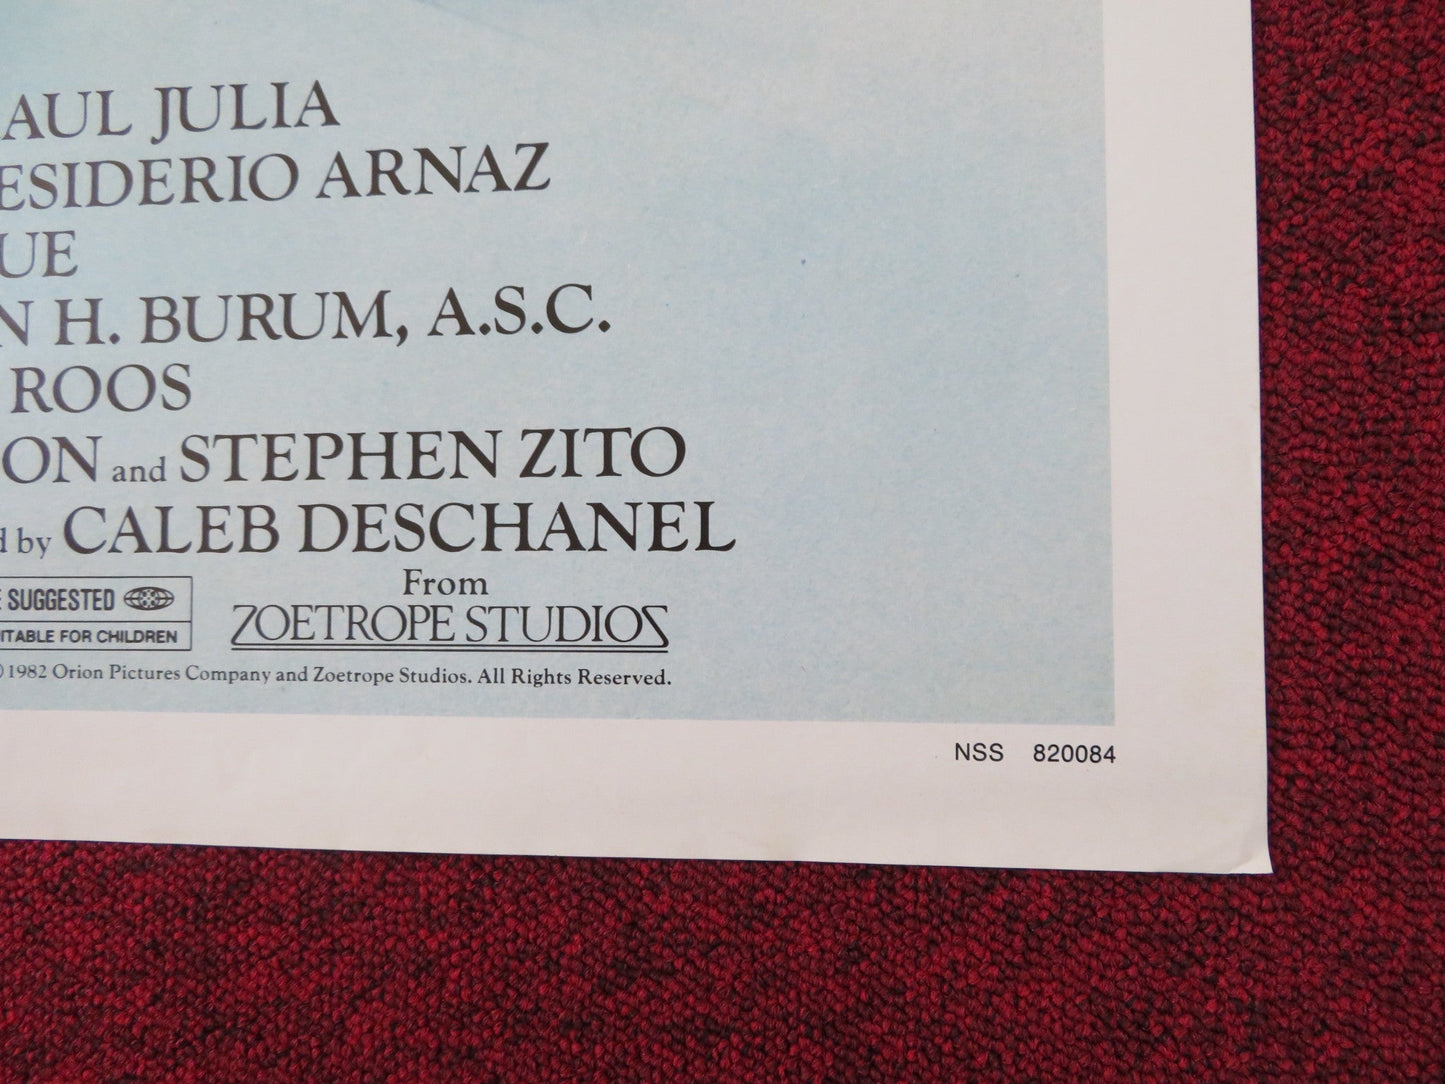 AUL JULIA
ESIDERIO ARNAZ
UE
N H. BURUM, A.S.C.
ROOS
ON and STEPHEN ZITO
d by CALEB DESCHANEL
E SUGGESTED
ITABLE FOR CHILDREN
From
ZOETROPE STUDIOS
©1982 Orion Pictures Company and Zoetrope Studios. All Rights Reserved.
NSS 820084